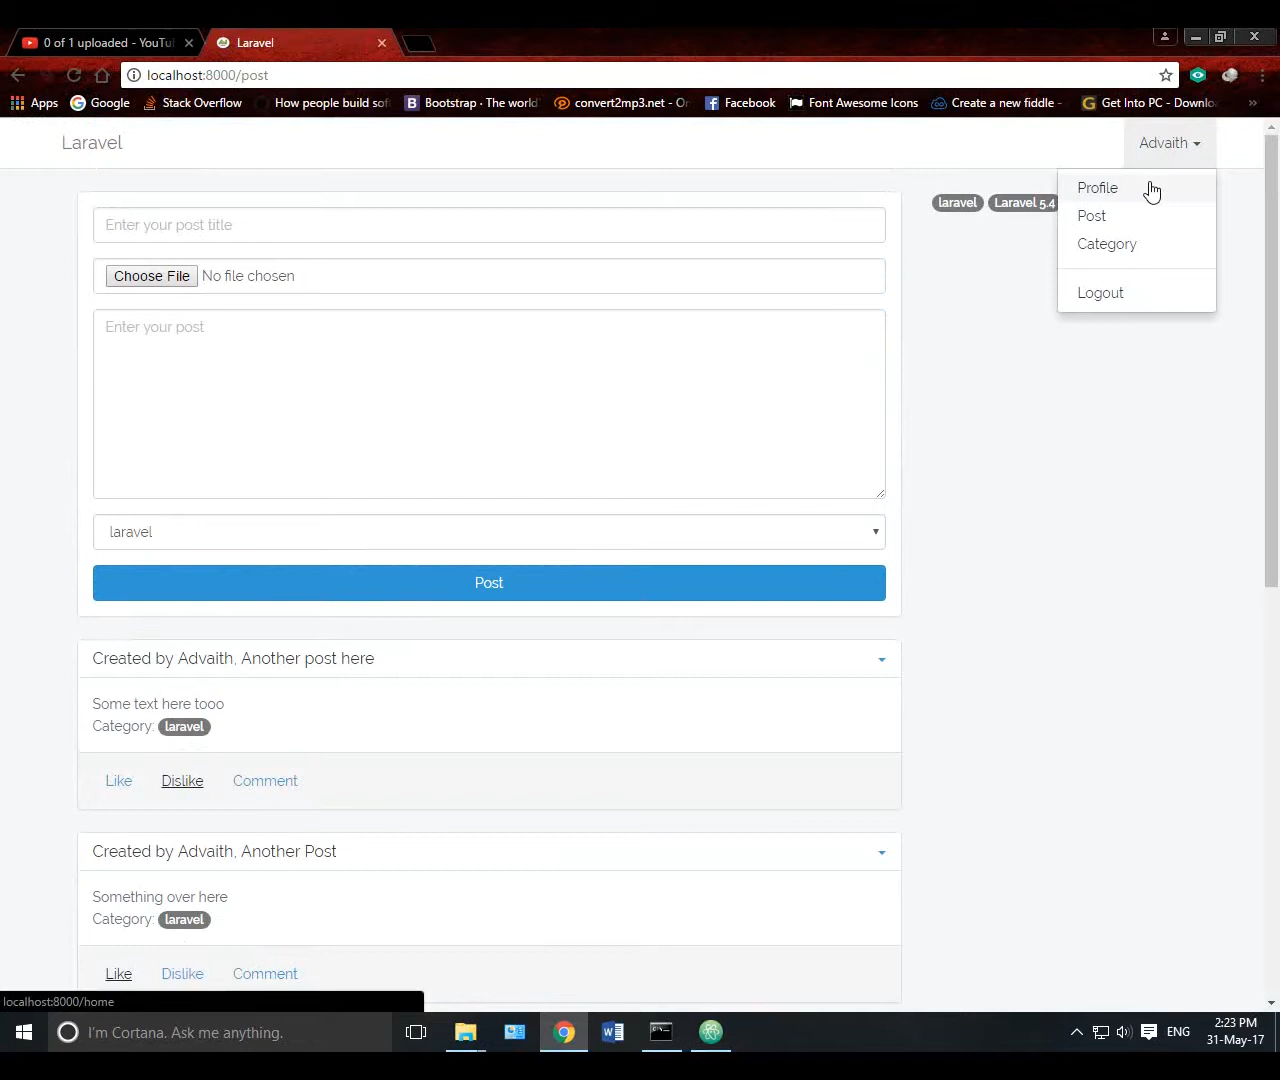 0 of 1 uploaded - YouTu
Laravel
localhost:8000/post
Apps
Google
Stack Overflow
How people build sof
Bootstrap · The world'
convert2mp3.net - On
Facebook
Font Awesome Icons
Create a new fiddle -
Get Into PC - Downlo
Laravel
Advaith
Profile
Post
Category
Logout
laravel
Laravel 5.4
Enter your post title
Choose File No file chosen
Enter your post
laravel
Post
Created by Advaith, Another post here
Some text here tooo
Category: laravel
Like Dislike Comment
Created by Advaith, Another Post
Something over here
Category: laravel
Like Dislike Comment
localhost:8000/home
I'm Cortana. Ask me anything.
ENG
2:23 PM
31-May-17